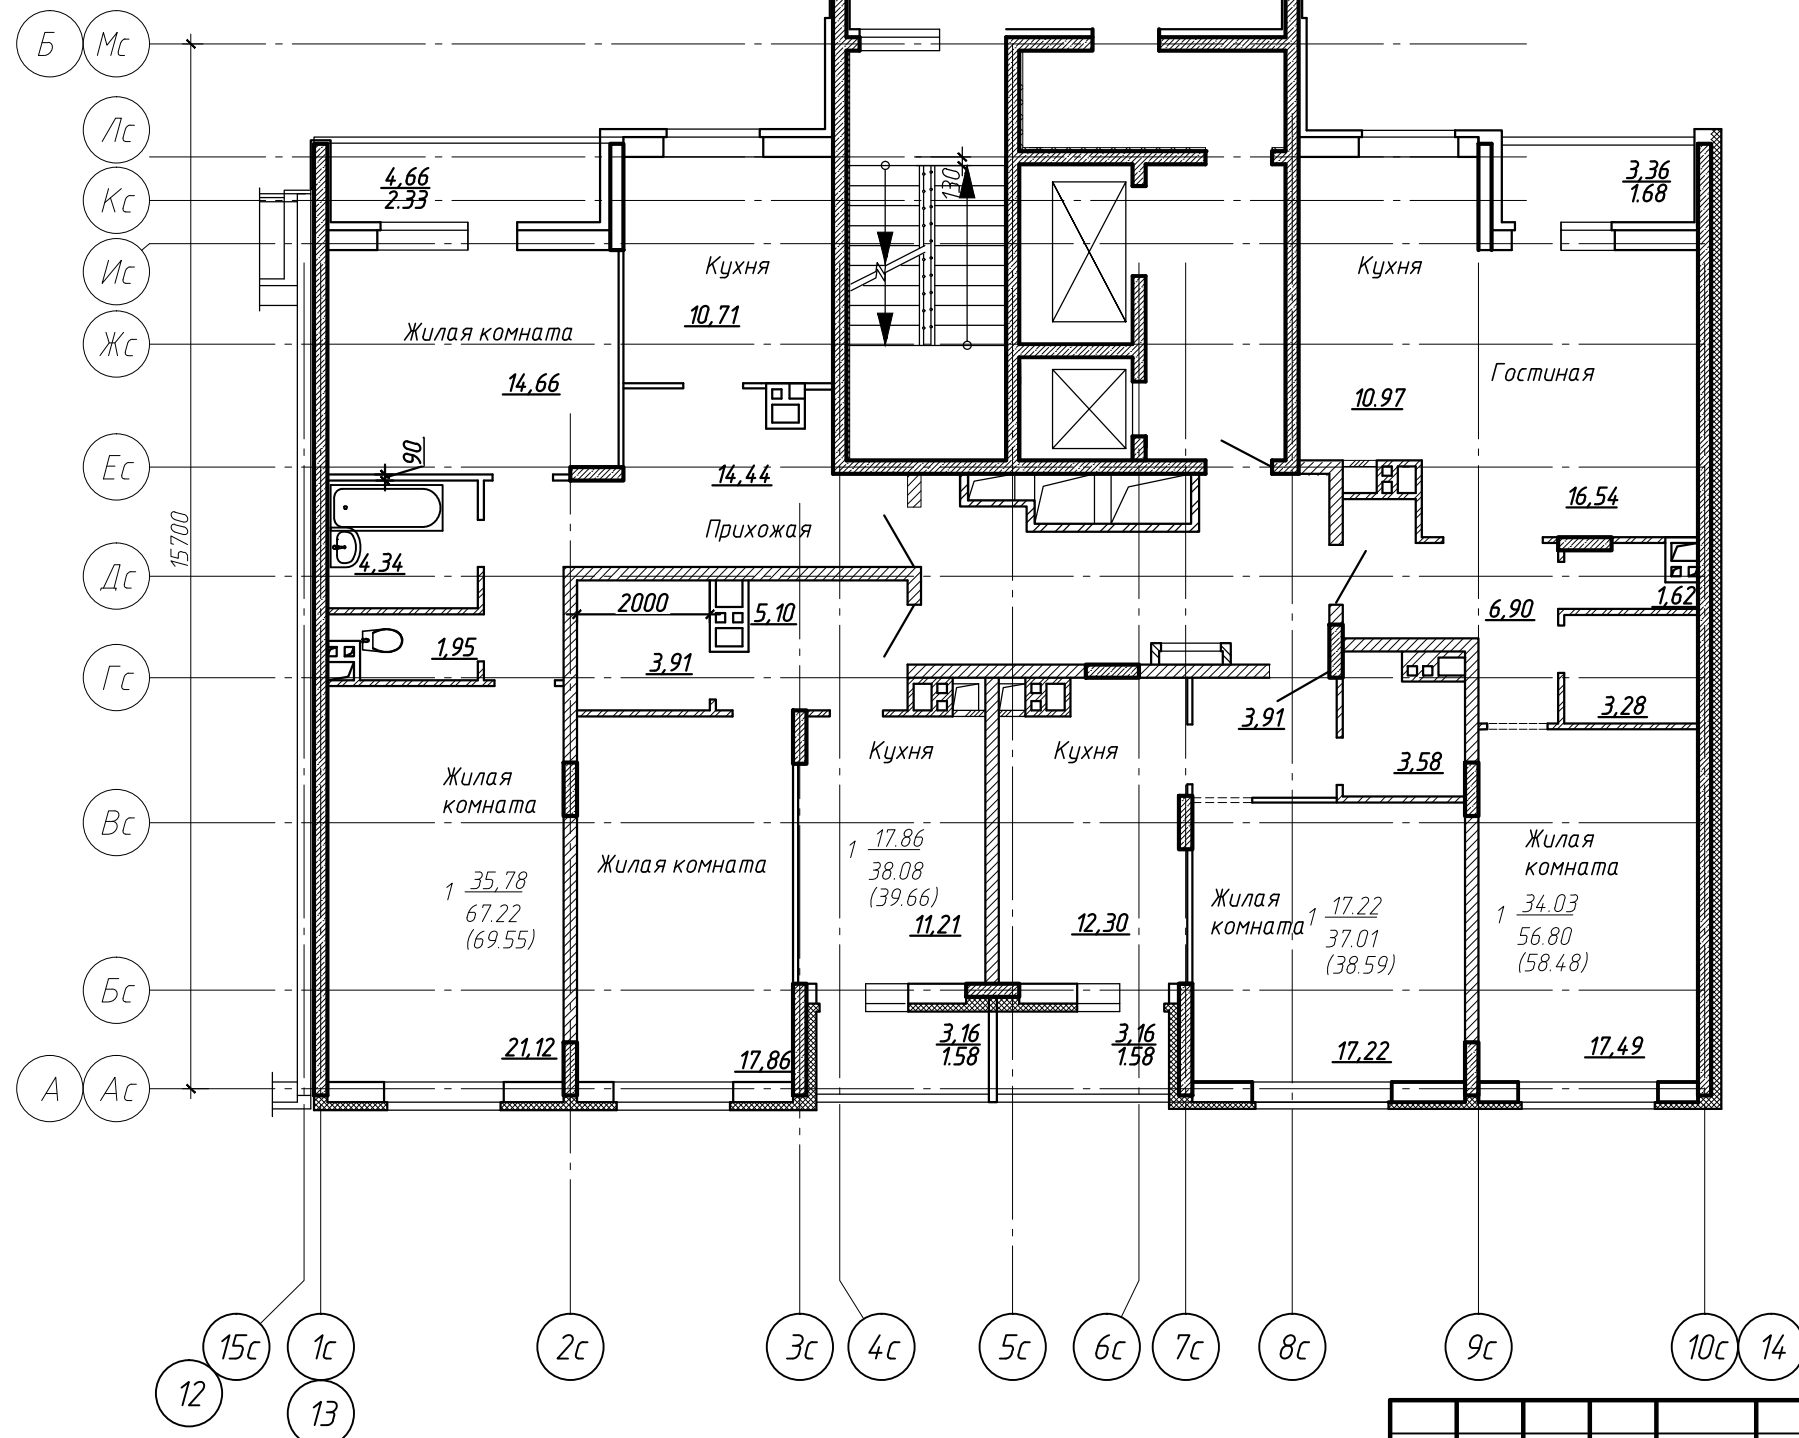 Б Мс
Лс
Кс
Ис
Жс
Ес
Дс
Гс
Вс
Бс
А Ас
15700
4,66
2.33
130
3,36
1.68
Кухня
10,71
Кухня
Жилая комната
14,66
Гостиная
10.97
90
14,44
16,54
Прихожая
4,34
2000
5,10
1,62
6,90
1,95
3,91
3,91
3,28
Кухня
Кухня
3,58
Жилая
комната
Жилая комната
1 17.86
38.08
(39.66)
11,21
12,30
1 35,78
67.22
(69.55)
Жилая
комната
1 17.22
37.01
(38.59)
Жилая
комната
1 34.03
56.80
(58.48)
21,12
17,86
3,16
1.58
3,16
1.58
17,22
17,49
15с 1с 2с 3с 4с 5с 6с 7с 8с 9с 10с 14
12
13